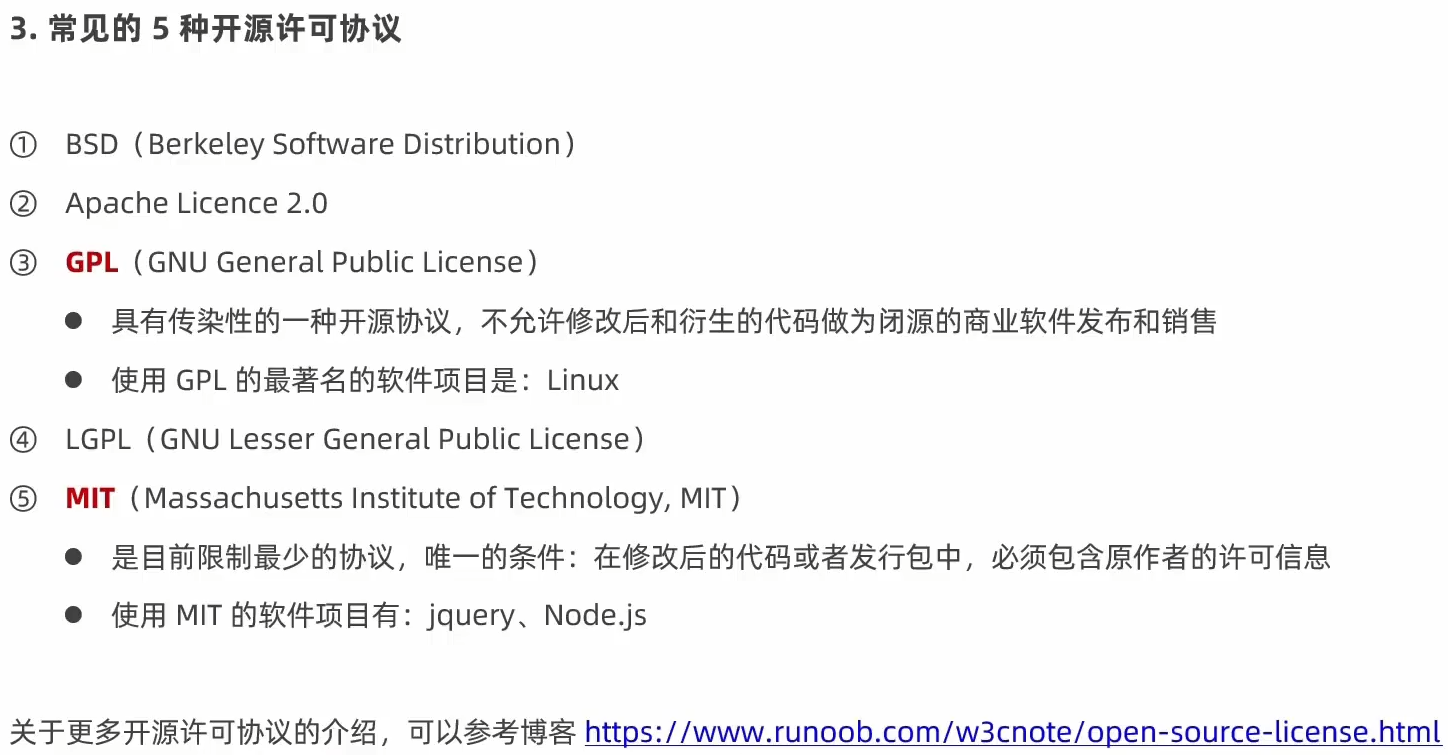 3. 常见的 5 种开源许可协议
① BSD（Berkeley Software Distribution）
② Apache Licence 2.0
③ GPL（GNU General Public License）
● 具有传染性的一种开源协议，不允许修改后和衍生的代码做为闭源的商业软件发布和销售
● 使用 GPL 的最著名的软件项目是：Linux
④ LGPL（GNU Lesser General Public License）
⑤ MIT（Massachusetts Institute of Technology, MIT）
● 是目前限制最少的协议，唯一的条件：在修改后的代码或者发行包中，必须包含原作者的许可信息
● 使用 MIT 的软件项目有：jquery、Node.js
关于更多开源许可协议的介绍，可以参考博客 https://www.runoob.com/w3cnote/open-source-license.html